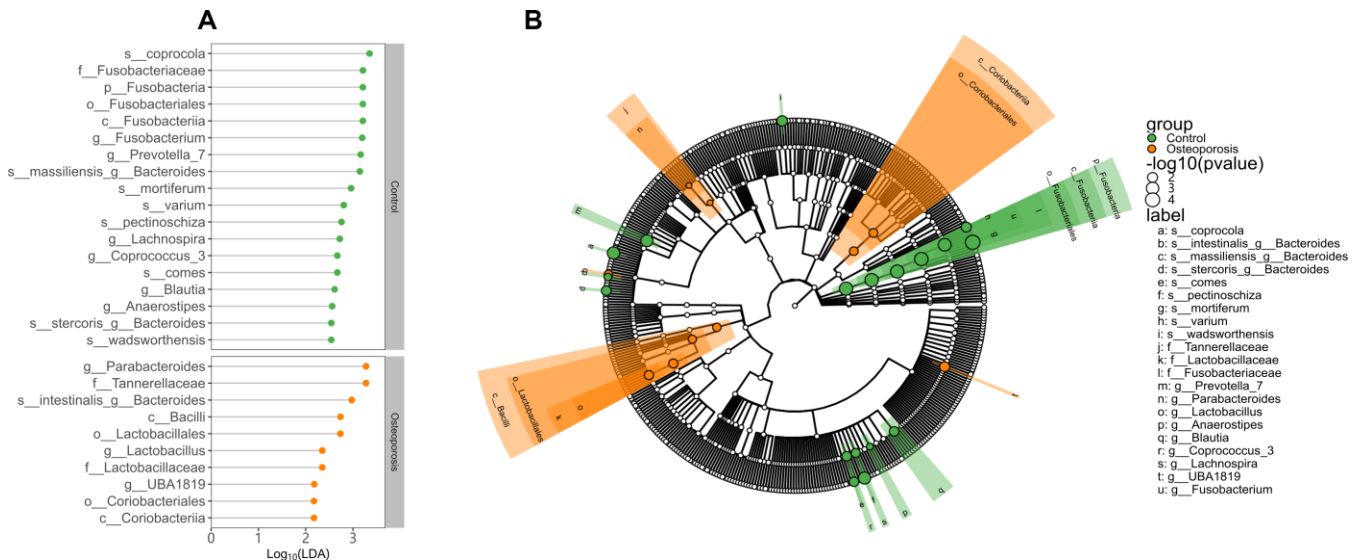 A
s__coprocola
f__Fusobacteriaceae
p__Fusobacteria
o__Fusobacteriales
c__Fusobacteriia
g__Fusobacterium
g__Prevotella_7
s__massiliensis_g__Bacteroides
s__mortiferum
s__varium
s__pectinoschiza
g__Lachnospira
g__Coprococcus_3
s__comes
g__Blautia
g__Anaerostipes
s__stercoris_g__Bacteroides
s__wadsworthensis
Control
g__Parabacteroides
f__Tannerellaceae
s__intestinalis_g__Bacteroides
c__Bacilli
o__Lactobacillales
g__Lactobacillus
f__Lactobacillaceae
g__UBA1819
o__Coriobacteriales
c__Coriobacteriia
Osteoporosis
0 1 2 3
Log10(LDA)
B
c__Coriobacteriia
o__Coriobacteriales
p__Fusobacteria
c__Fusobacteriia
o__Fusobacteriales
l
u
h
g
i
j
n
m
a
o__Lactobacillales
c__Bacilli
k
o
e
r
s
p
q
group
Control
Osteoporosis
-log10(pvalue)
2
3
4
label
a: s__coprocola
b: s__intestinalis_g__Bacteroides
c: s__massiliensis_g__Bacteroides
d: s__stercoris_g__Bacteroides
e: s__comes
f: s__pectinoschiza
g: s__mortiferum
h: s__varium
i: s__wadsworthensis
j: f__Tannerellaceae
k: f__Lactobacillaceae
l: f__Fusobacteriaceae
m: g__Prevotella_7
n: g__Parabacteroides
o: g__Lactobacillus
p: g__Anaerostipes
q: g__Blautia
r: g__Coprococcus_3
s: g__Lachnospira
t: g__UBA1819
u: g__Fusobacterium